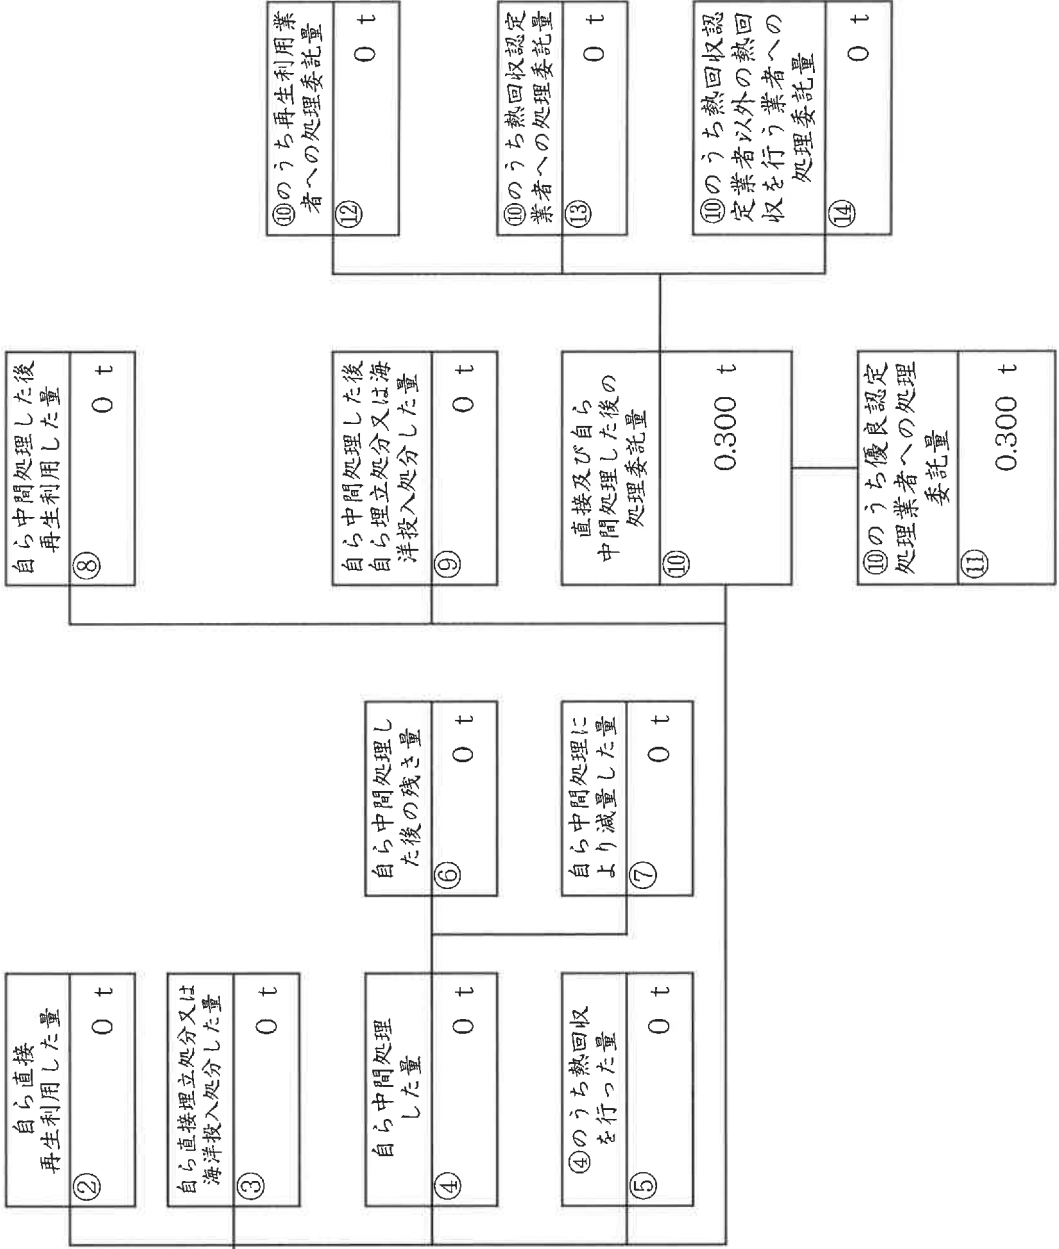 自ら直接
再生利用した量
② 0 t
自ら直接埋立処分又は
海洋投入処分した量
③ 0 t
自ら中間処理
した量
④ 0 t
④のうち熱回収
を行った量
⑤ 0 t
自ら中間処理し
た後の残さ量
⑥ 0 t
自ら中間処理に
より減量した量
⑦ 0 t
自ら中間処理した後
再生利用した量
⑧ 0 t
自ら中間処理した後
自ら埋立処分又は海
洋投入処分した量
⑨ 0 t
直接及び自ら
中間処理した後の
処理委託量
⑩ 0.300 t
⑩のうち優良認定
処理業者への処理
委託量
⑪ 0.300 t
⑩のうち再生利用業
者への処理委託量
⑫ 0 t
⑩のうち熱回収認定
業者への処理委託量
⑬ 0 t
⑩のうち熱回収認
定業者以外の熱回
収を行う業者への
処理委託量
⑭ 0 t